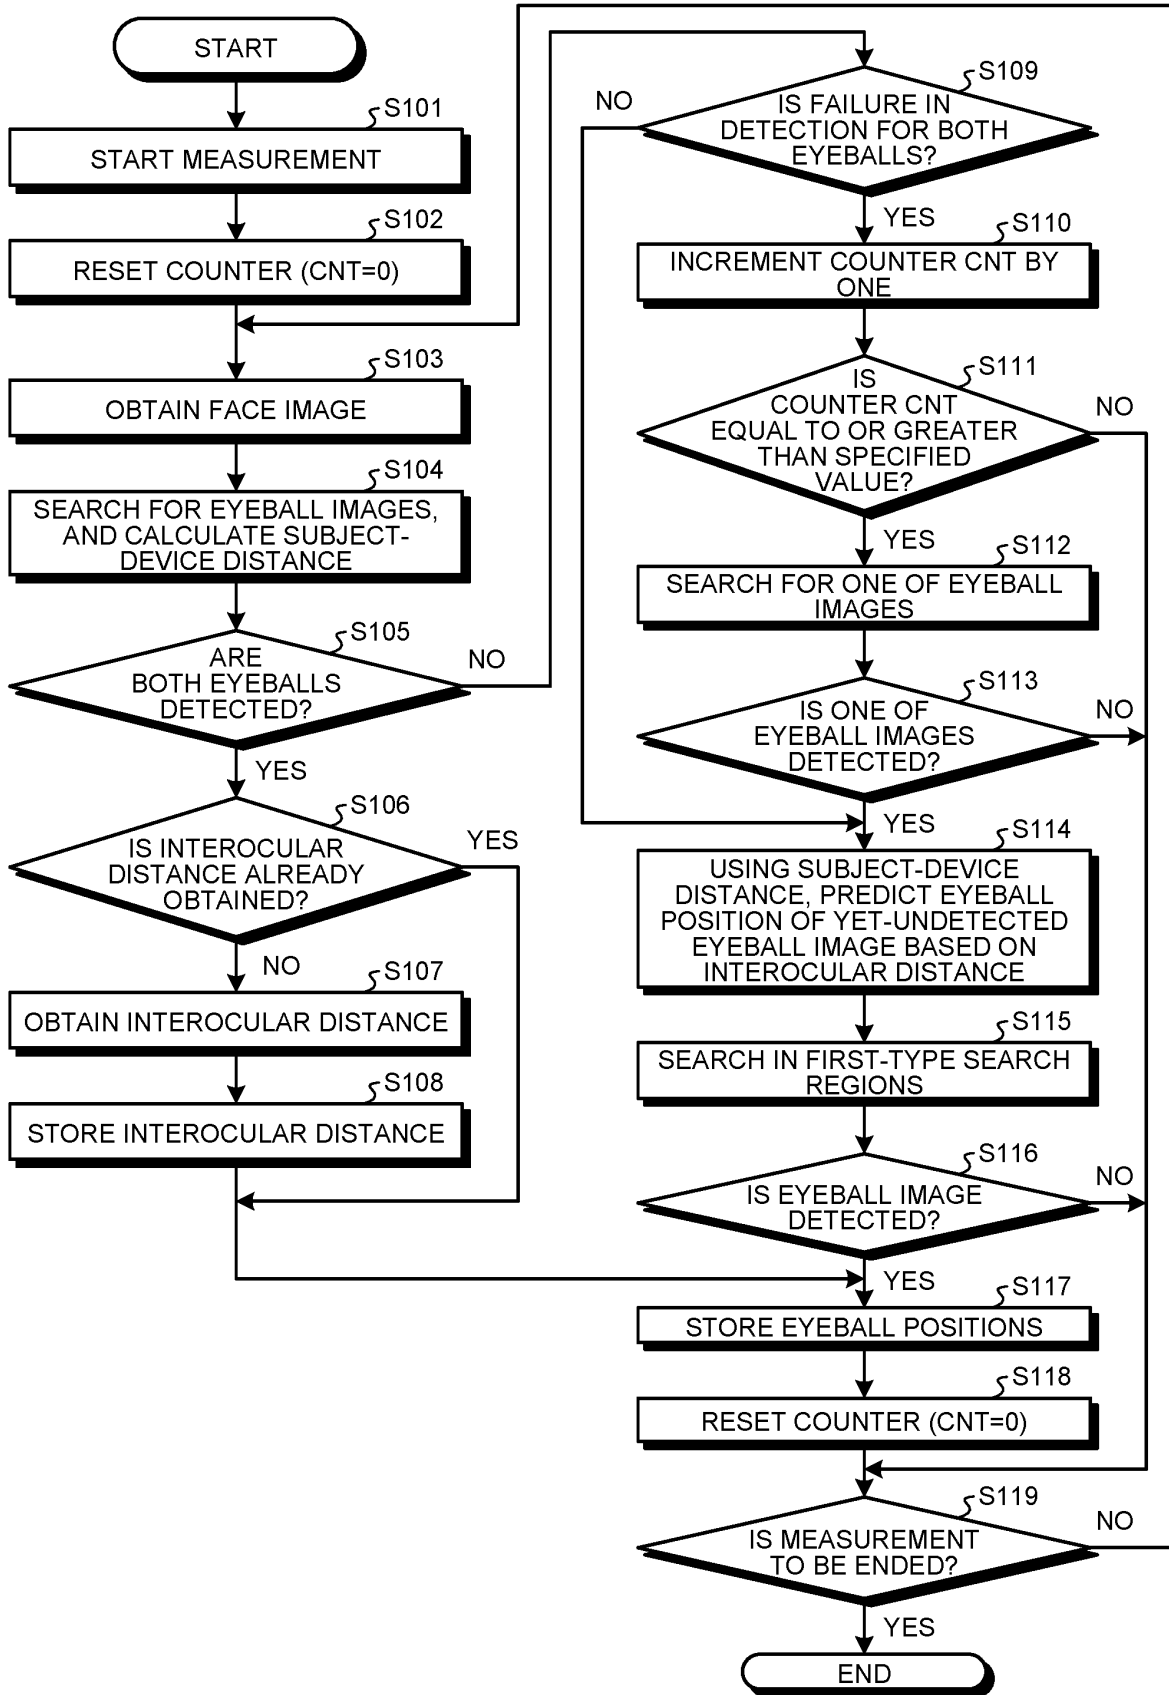 START
S101
START MEASUREMENT
S102
RESET COUNTER (CNT=0)
S103
OBTAIN FACE IMAGE
S104
SEARCH FOR EYEBALL IMAGES,
AND CALCULATE SUBJECT-
DEVICE DISTANCE
S105
ARE
BOTH EYEBALLS
DETECTED?
NO
YES
S106
IS INTEROCULAR
DISTANCE ALREADY
OBTAINED?
YES
NO
S107
OBTAIN INTEROCULAR DISTANCE
S108
STORE INTEROCULAR DISTANCE
S109
IS FAILURE IN
DETECTION FOR BOTH
EYEBALLS?
NO
YES
S110
INCREMENT COUNTER CNT BY
ONE
S111
IS
COUNTER CNT
EQUAL TO OR GREATER
THAN SPECIFIED
VALUE?
NO
YES
S112
SEARCH FOR ONE OF EYEBALL
IMAGES
S113
IS ONE OF
EYEBALL IMAGES
DETECTED?
NO
YES
S114
USING SUBJECT-DEVICE
DISTANCE, PREDICT EYEBALL
POSITION OF YET-UNDETECTED
EYEBALL IMAGE BASED ON
INTEROCULAR DISTANCE
S115
SEARCH IN FIRST-TYPE SEARCH
REGIONS
S116
IS EYEBALL IMAGE
DETECTED?
NO
YES
S117
STORE EYEBALL POSITIONS
S118
RESET COUNTER (CNT=0)
S119
IS MEASUREMENT
TO BE ENDED?
NO
YES
END